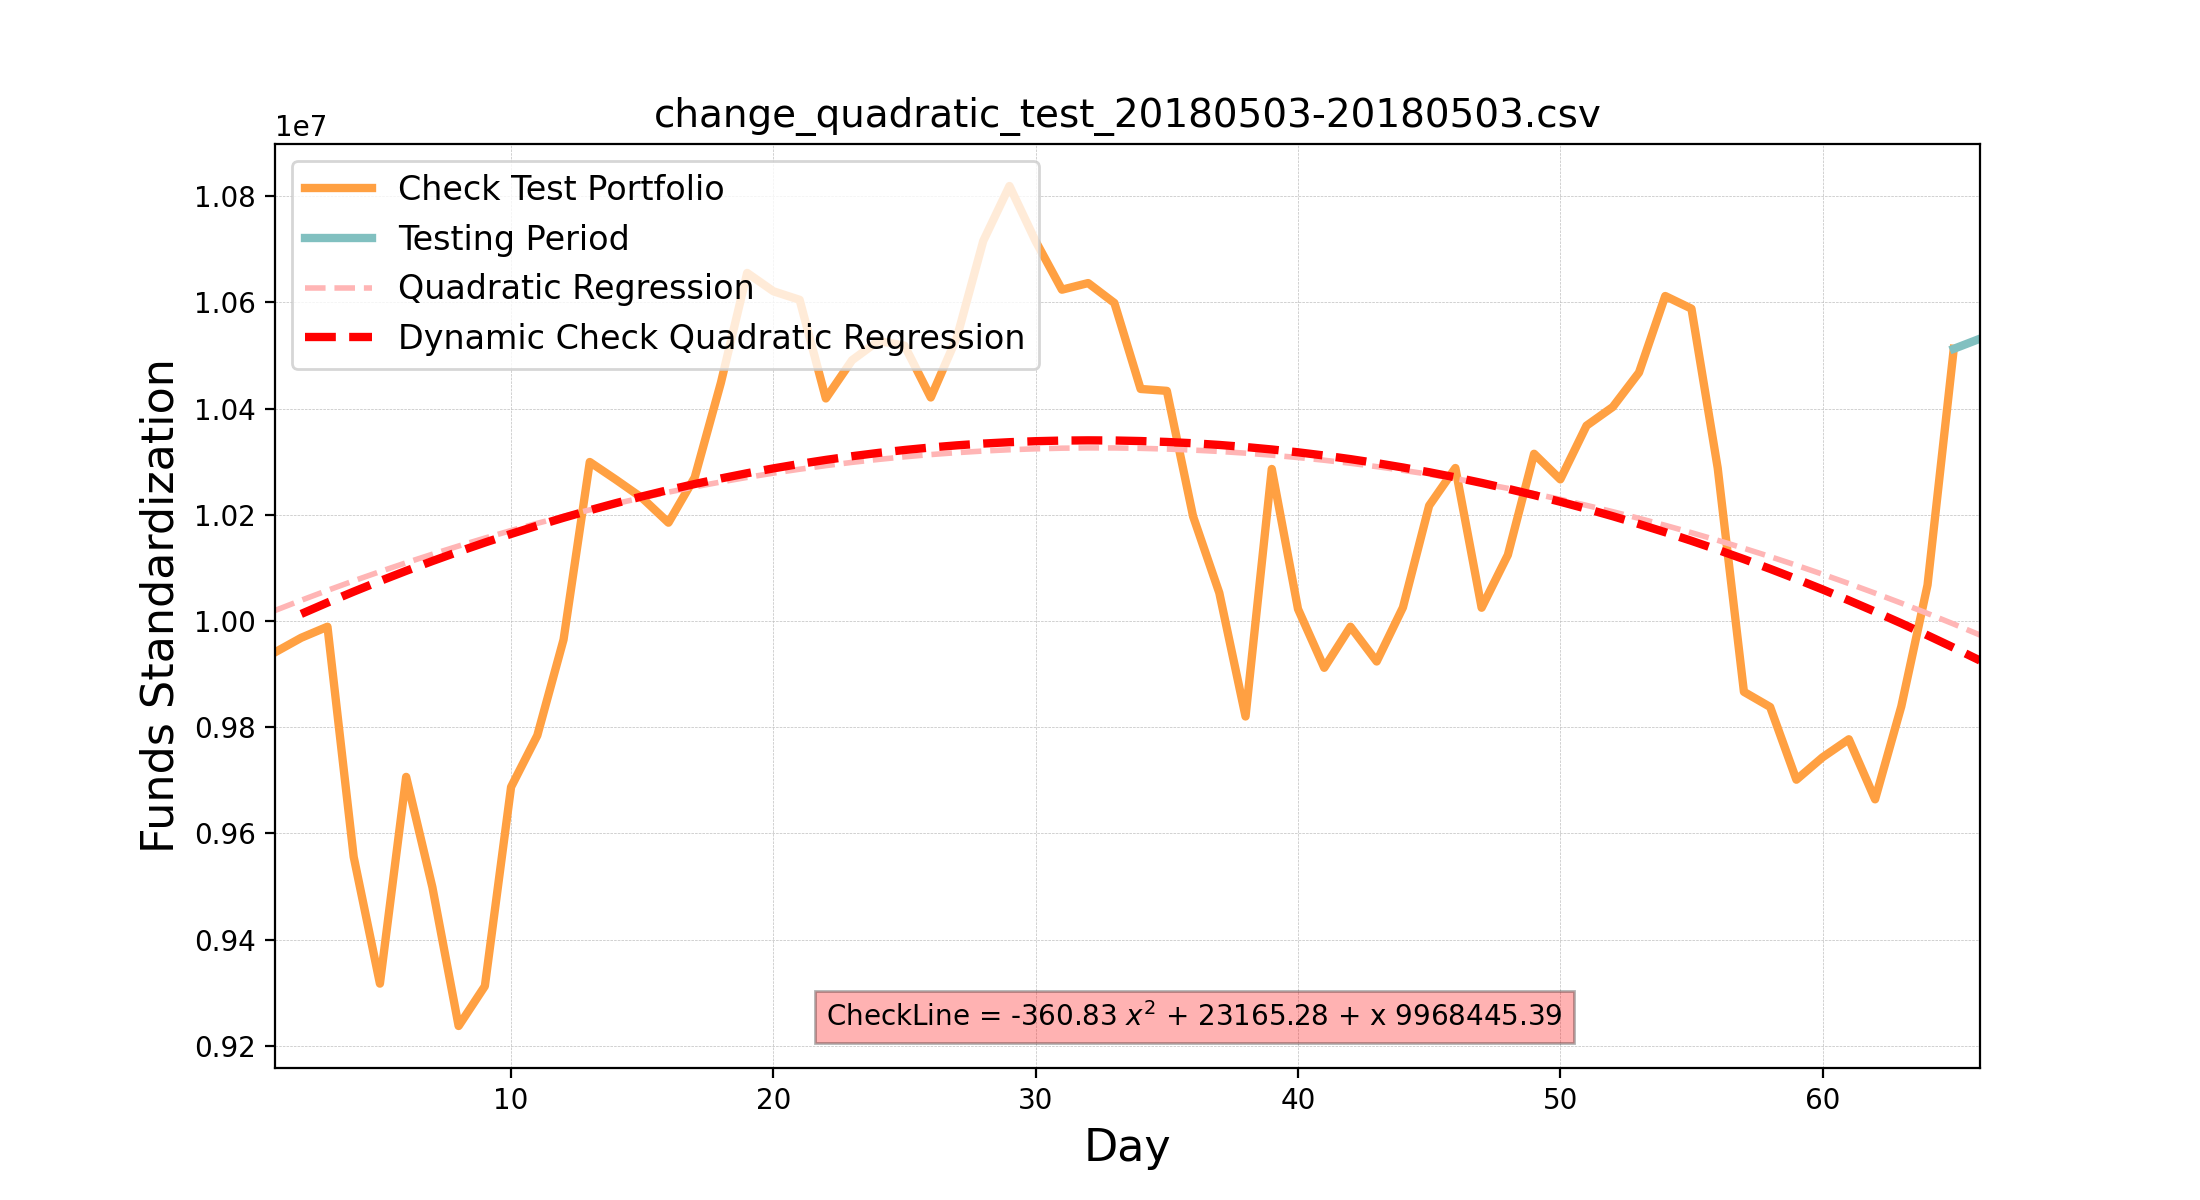 change_quadratic_test_20180503-20180503.csv
1e7
Check Test Portfolio
Testing Period
Quadratic Regression
Dynamic Check Quadratic Regression
1.08
1.06
1.04
1.02
1.00
0.98
0.96
0.94
0.92
Funds Standardization
CheckLine = -360.83 x² + 23165.28 + x 9968445.39
10 20 30 40 50 60
Day